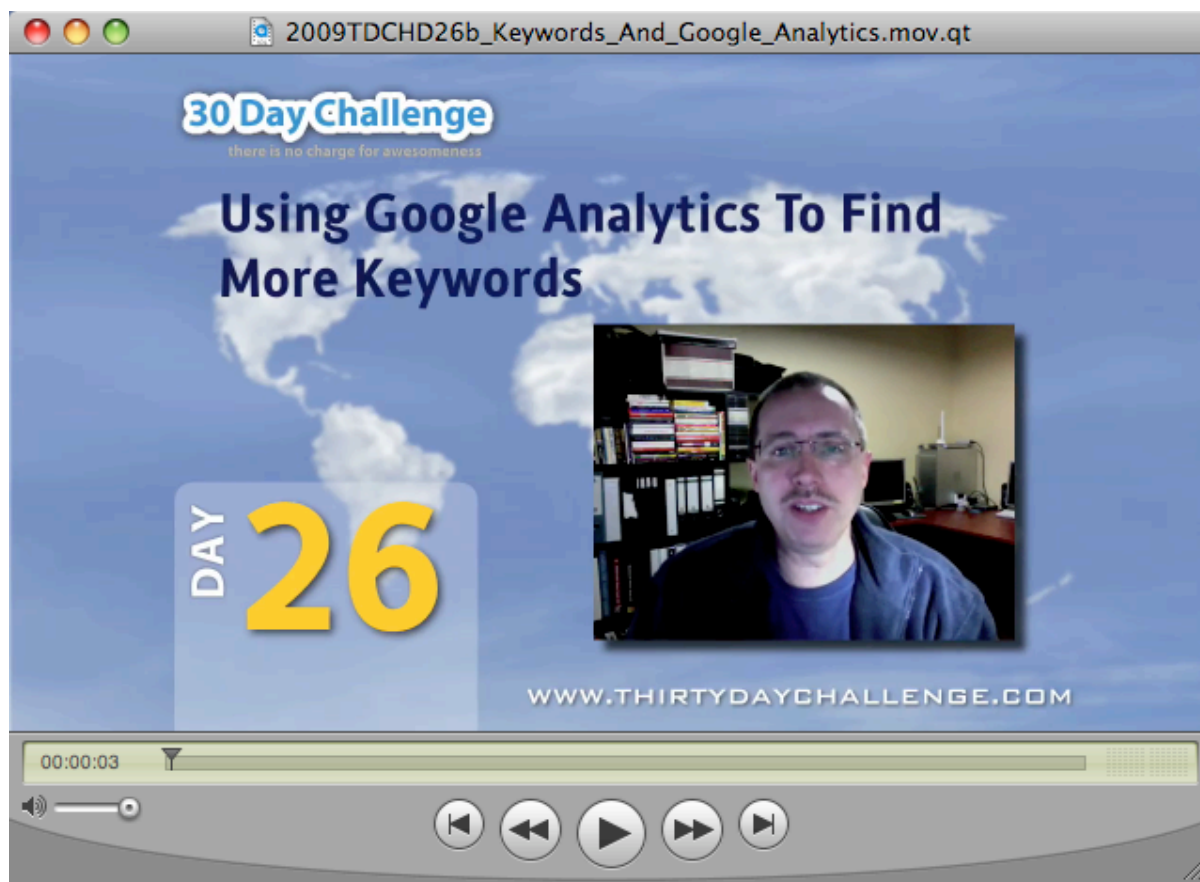 2009TDCHD26b_Keywords_And_Google_Analytics.mov.qt
30 Day Challenge
there is no charge for awesomeness
Using Google Analytics To Find
More Keywords
DAY
26
WWW.THIRTYDAYCHALLENGE.COM
00:00:03